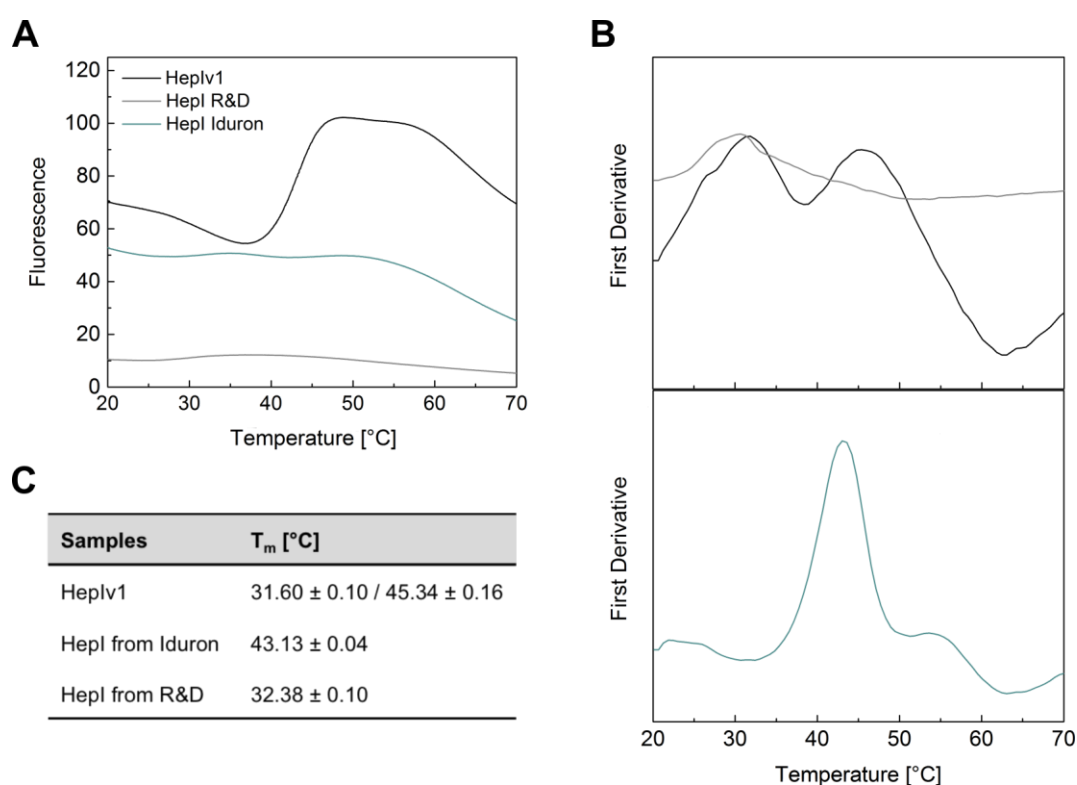 A
120
100
80
60
40
20
0
Fluorescence
HepIv1
HepI R&D
HepI Iduron
20 30 40 50 60 70
Temperature [°C]
B
First Derivative
First Derivative
20 30 40 50 60 70
Temperature [°C]
C
Samples Tm [°C]
HepIv1 31.60 ± 0.10 / 45.34 ± 0.16
HepI from Iduron 43.13 ± 0.04
HepI from R&D 32.38 ± 0.10